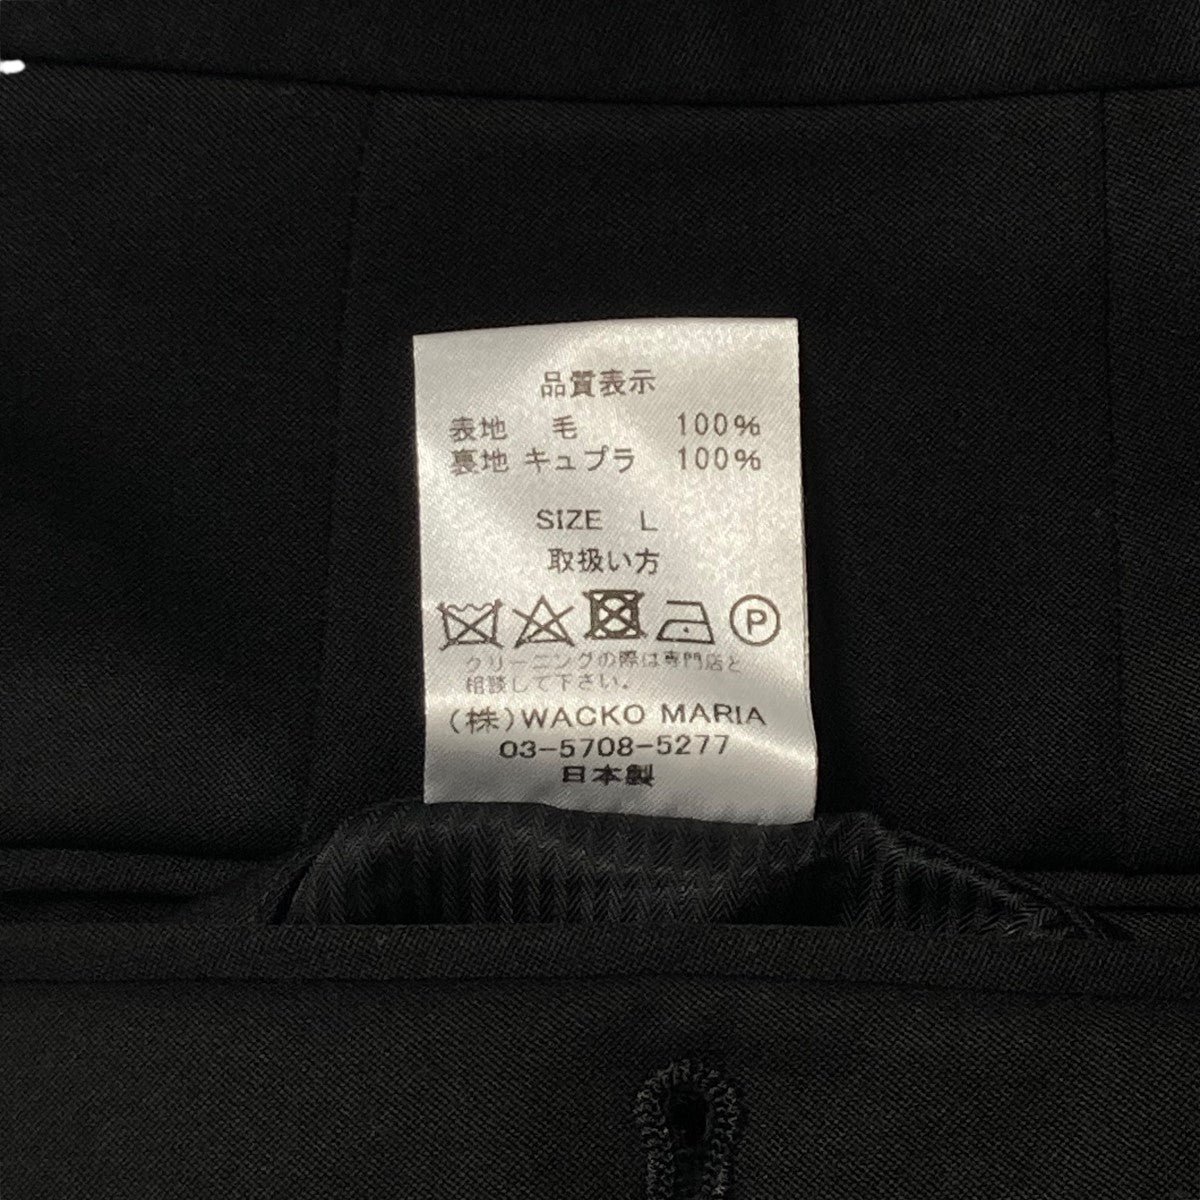 品質表示
表地 毛 100%
裏地 キュプラ 100%
SIZE L
取扱い方
P
クリーニングの際は専門店と
相談して下さい。
(株)WACKO MARIA
03-5708-5277
日本製